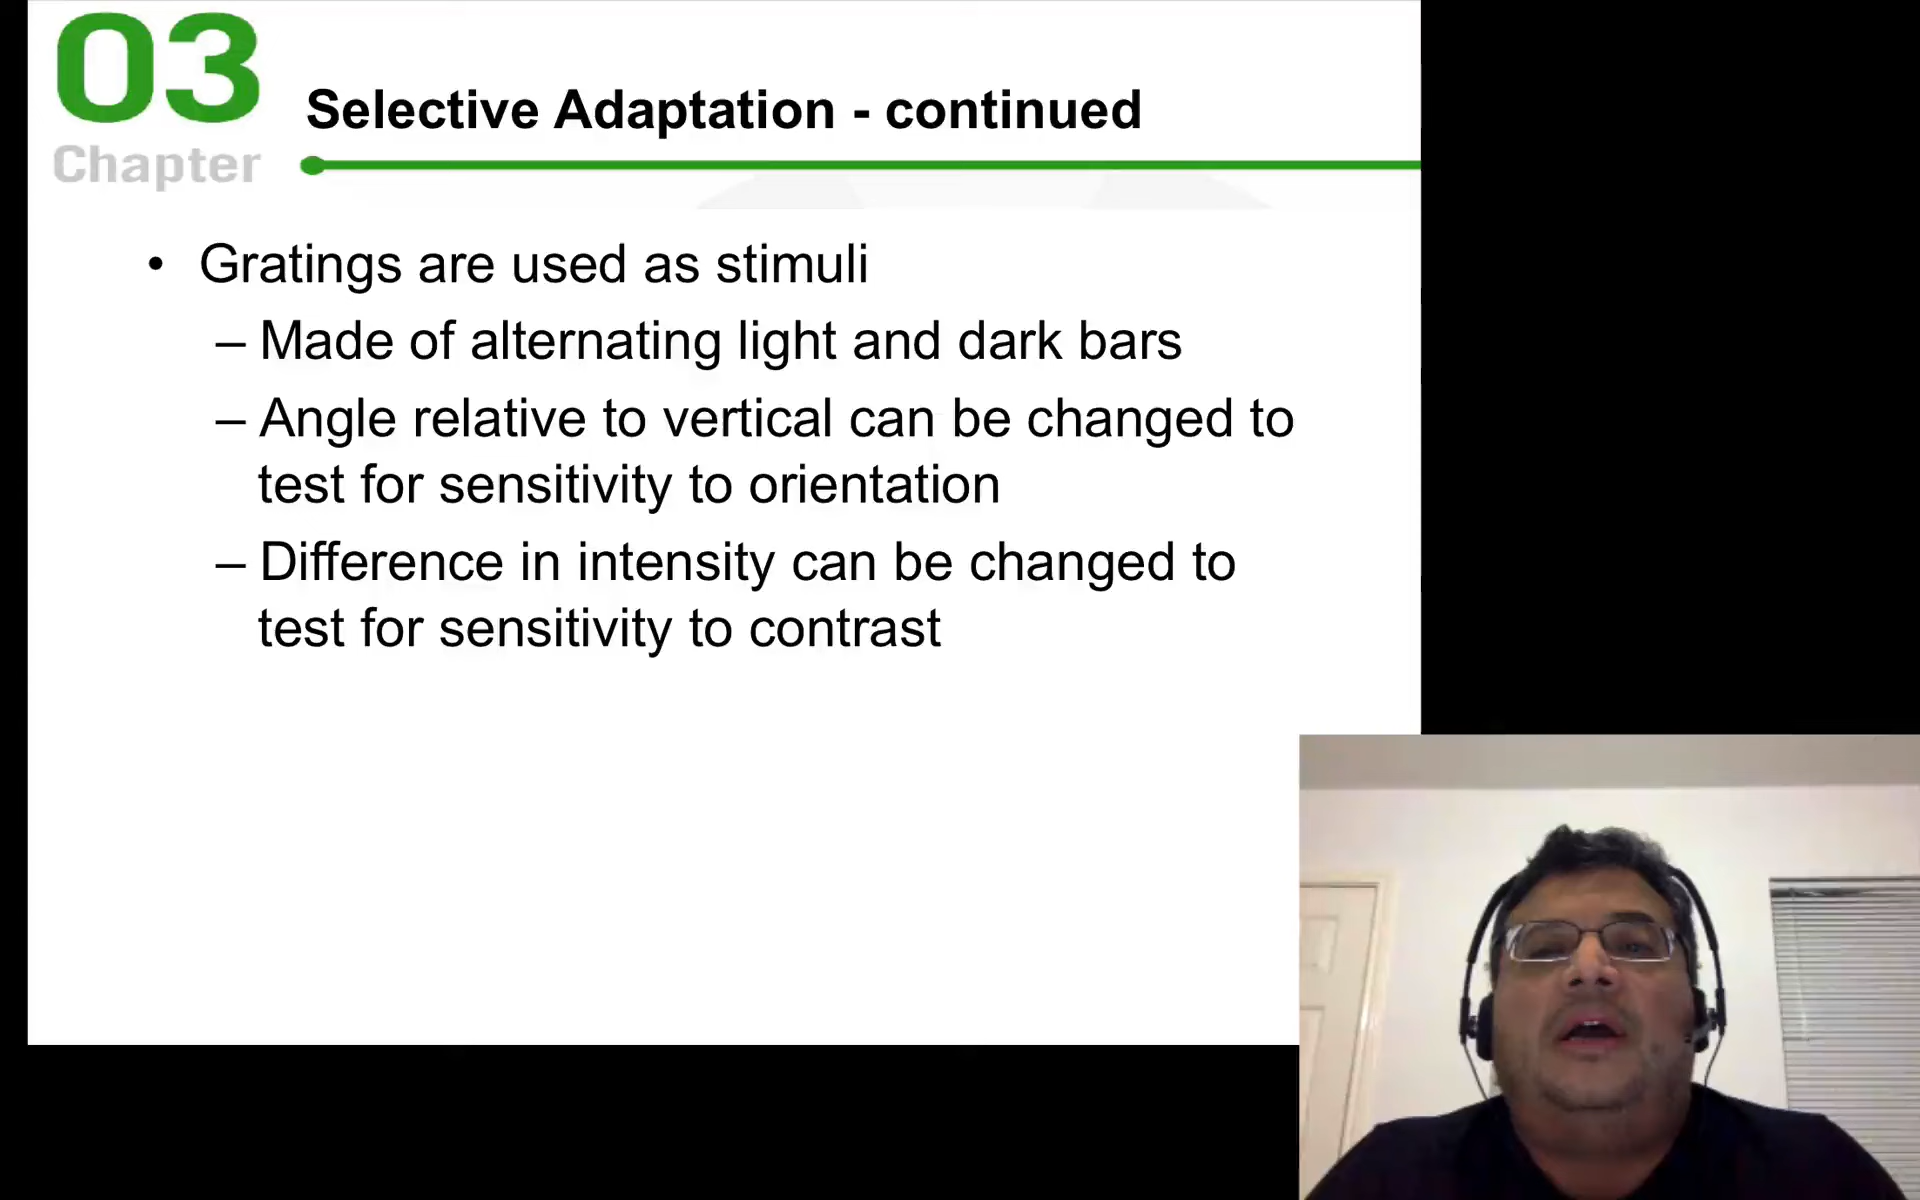 03
Chapter
Selective Adaptation - continued
• Gratings are used as stimuli
– Made of alternating light and dark bars
– Angle relative to vertical can be changed to
test for sensitivity to orientation
– Difference in intensity can be changed to
test for sensitivity to contrast